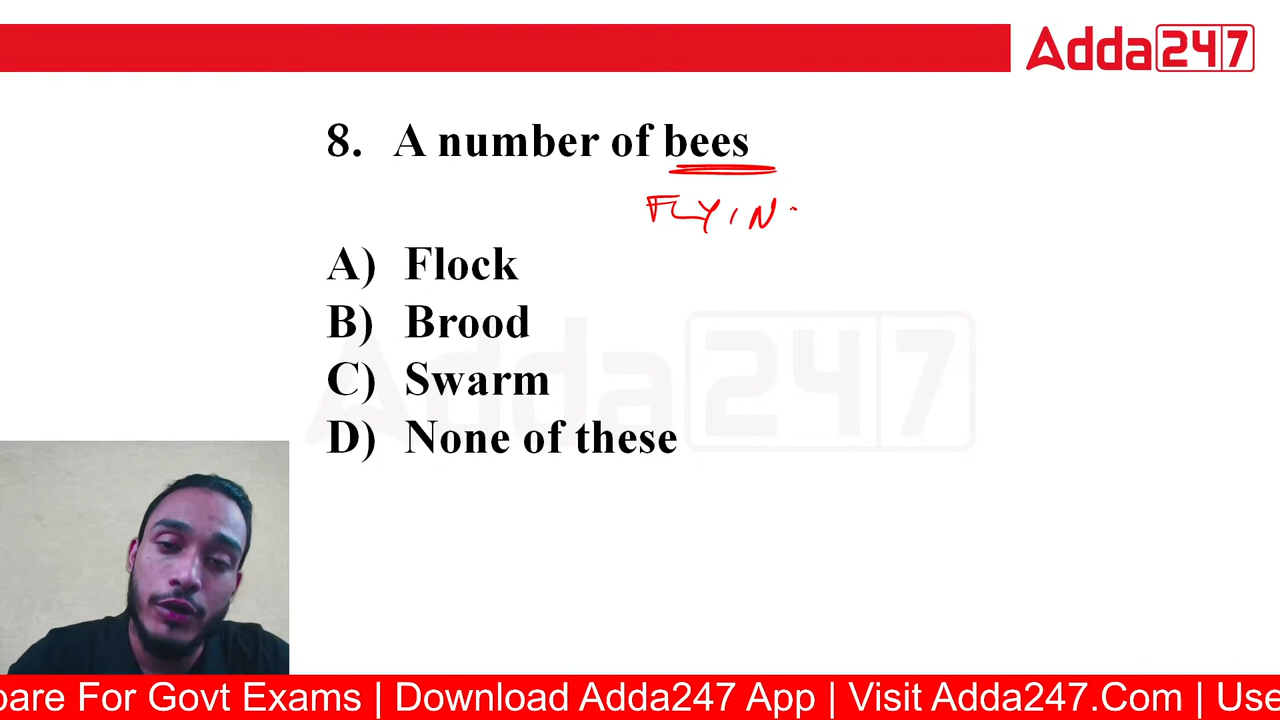 Adda247
8. A number of bees
FLYIN
A) Flock
B) Brood
C) Swarm
D) None of these
Adda247
pare For Govt Exams | Download Adda247 App | Visit Adda247.Com | Use